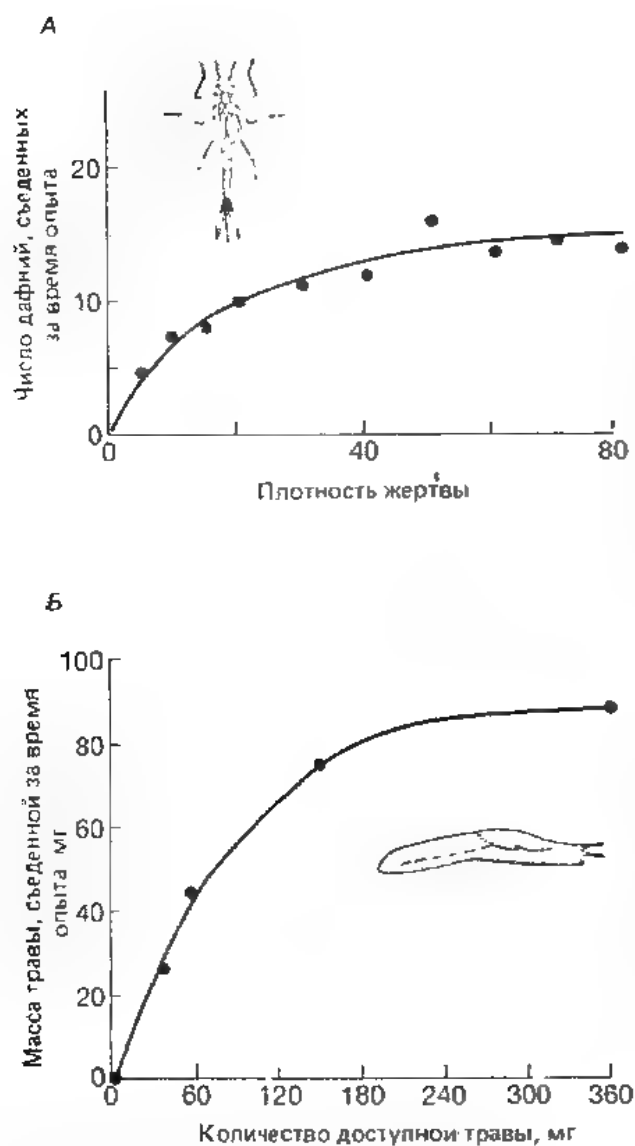 А
Число дафний, съеденных
за время опыта
20
10
0
0
40
80
Плотность жертвы
Б
Масса травы, съеденной за время
опыта мг
100
80
60
40
20
0
0
60
120
180
240
300
360
Количество доступной травы, мг